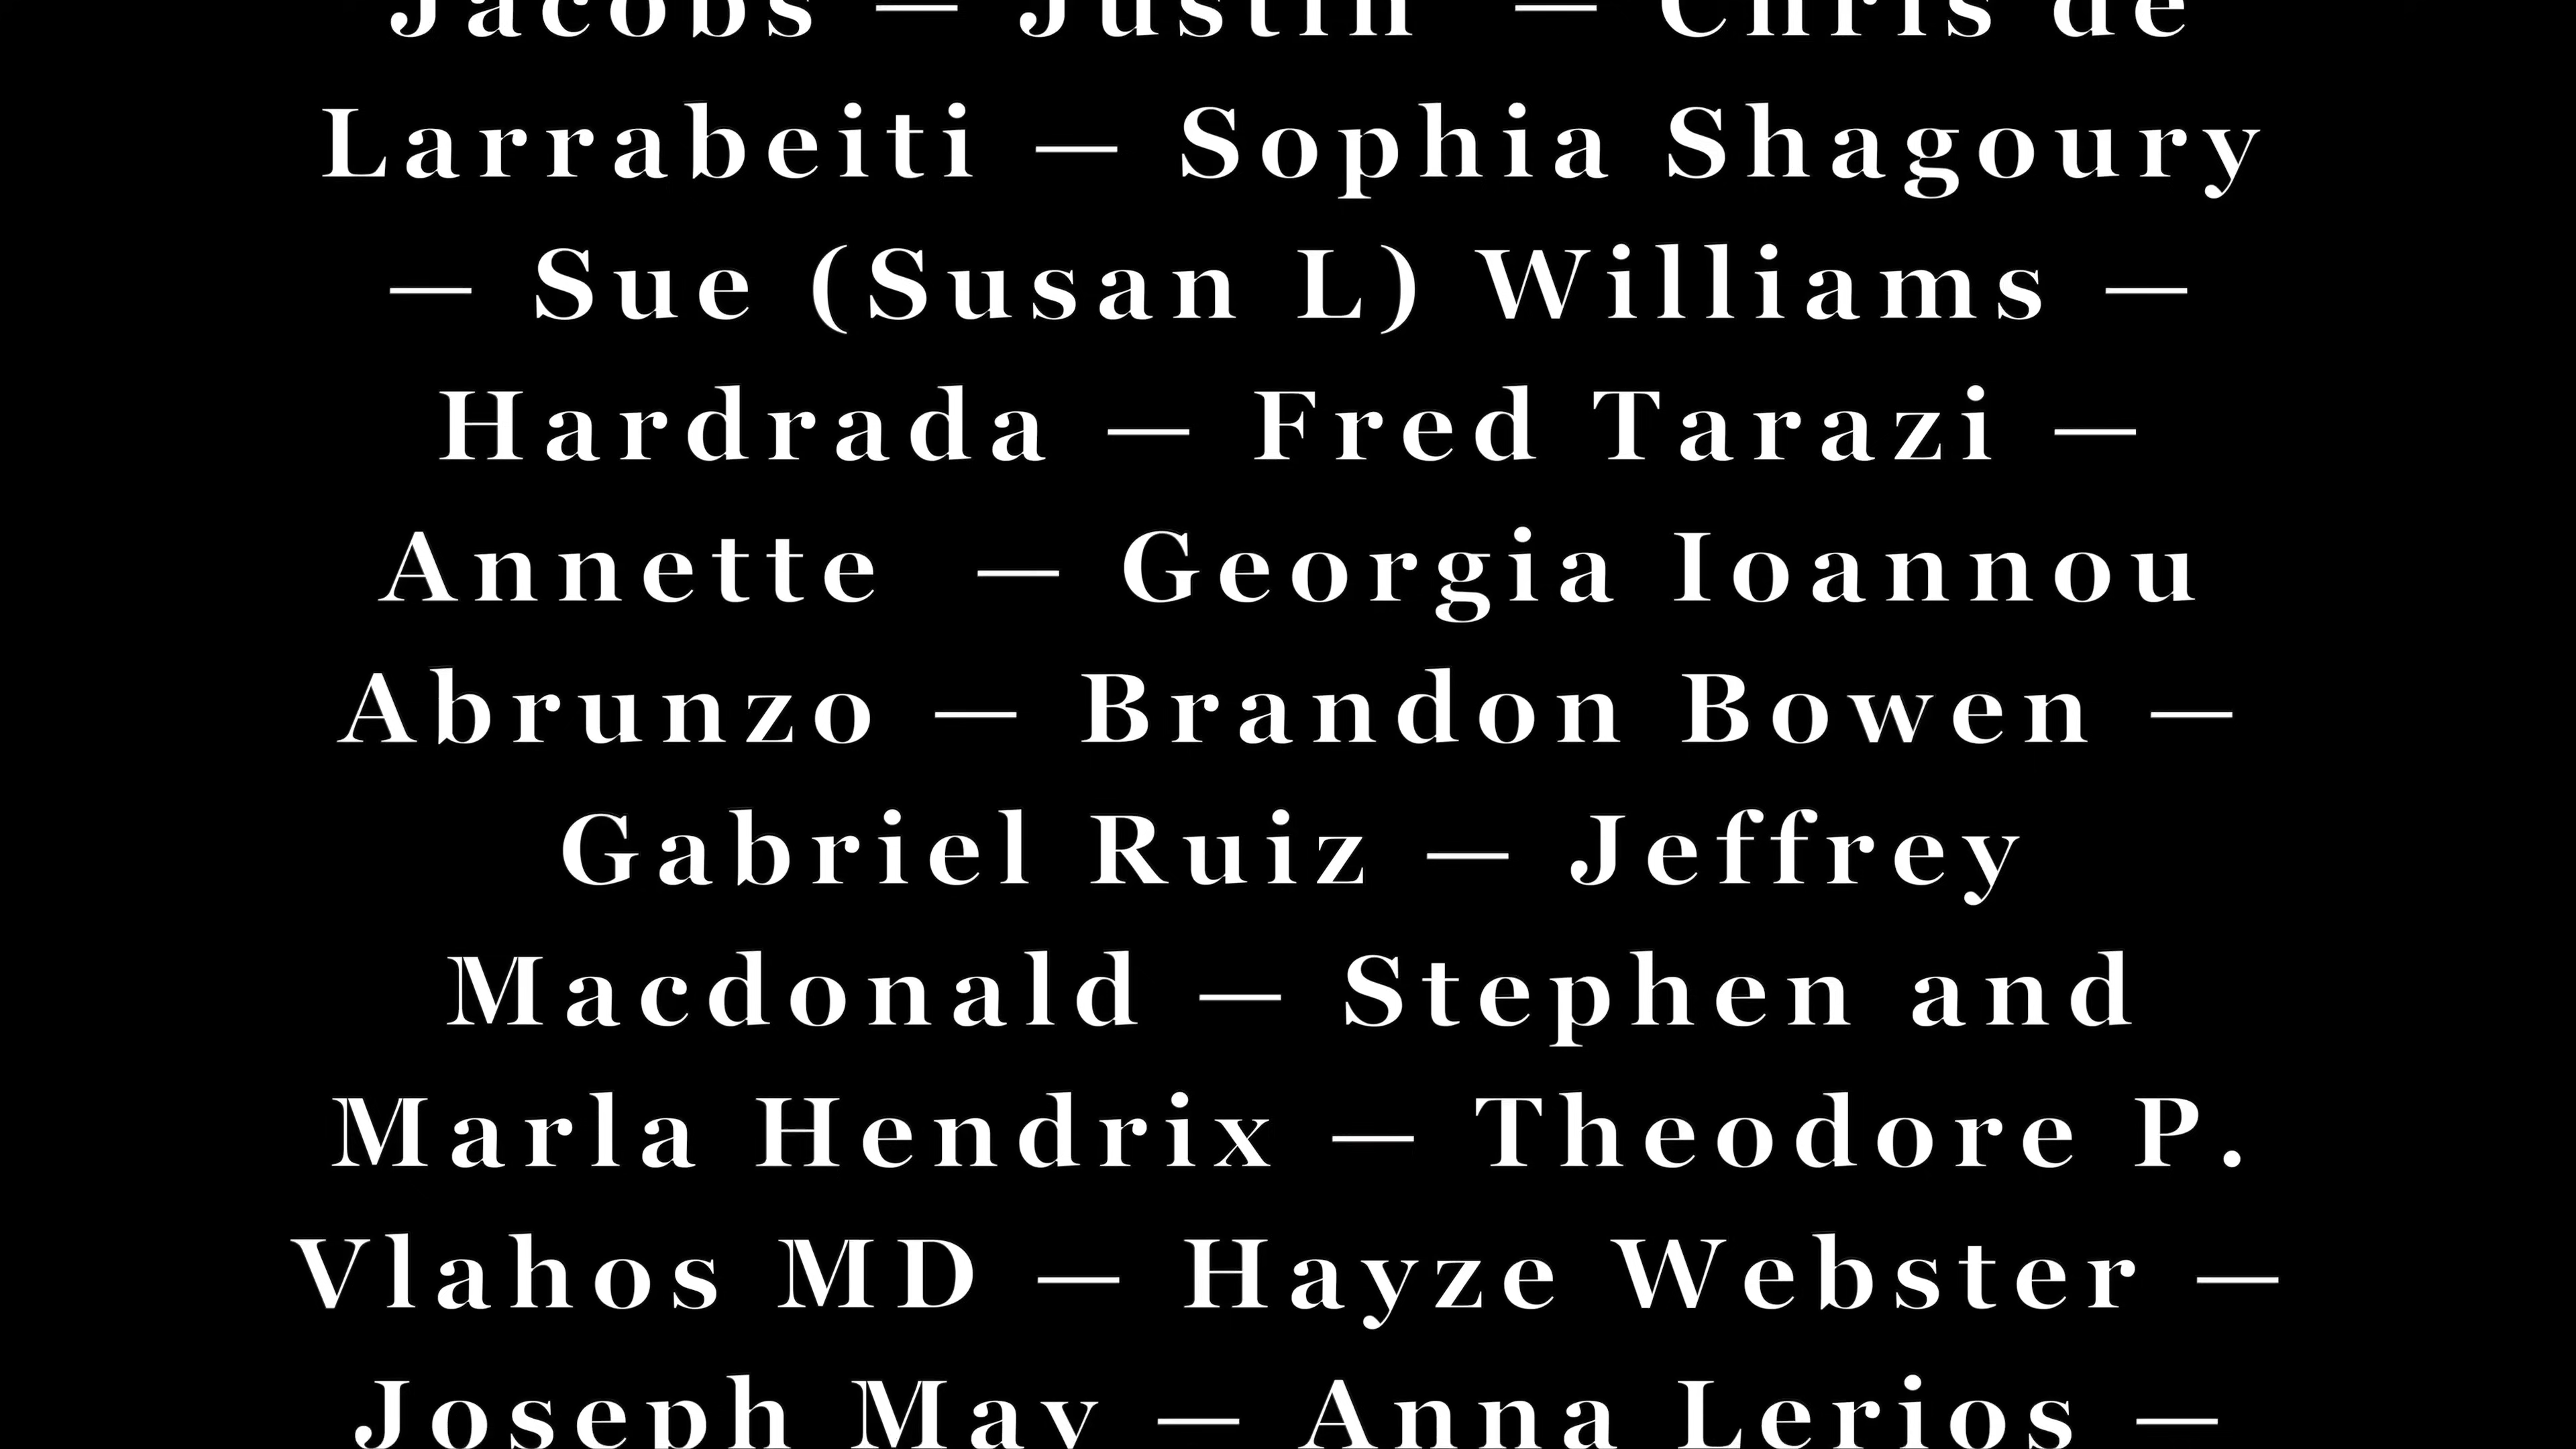 Jacobs — Justin — Chris de
Larrabeiti — Sophia Shagoury
— Sue (Susan L) Williams —
Hardrada — Fred Tarazi —
Annette — Georgia Ioannou
Abrunzo — Brandon Bowen —
Gabriel Ruiz — Jeffrey
Macdonald — Stephen and
Marla Hendrix — Theodore P.
Vlahos MD — Hayze Webster —
Joseph May — Anna Lerios —